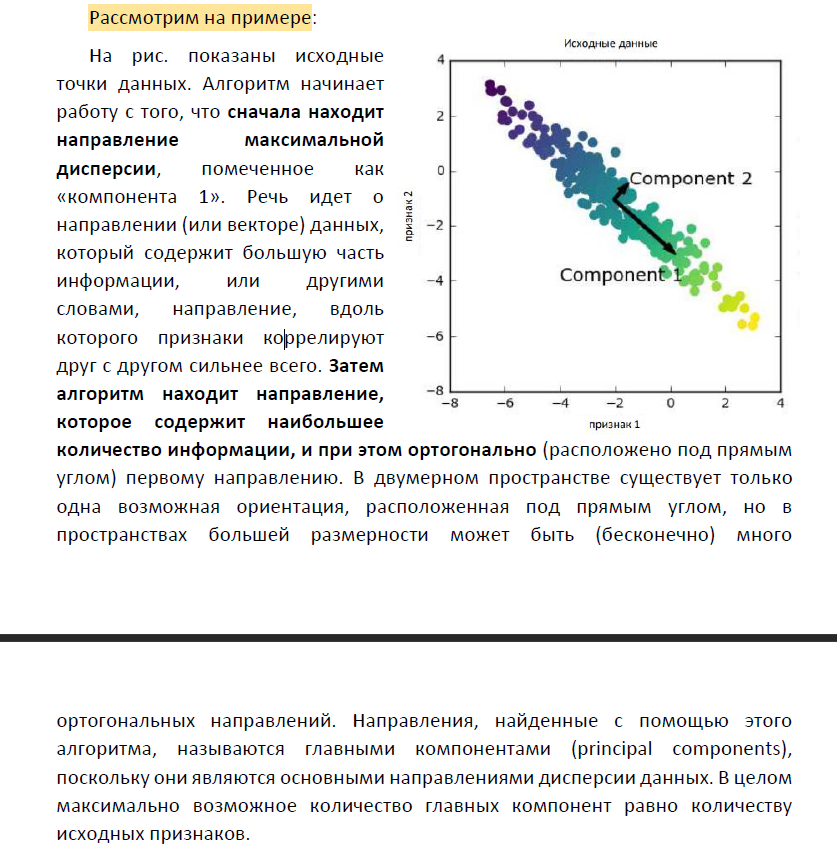 Рассмотрим на примере:
На рис. показаны исходные
точки данных. Алгоритм начинает
работу с того, что сначала находит
направление максимальной
дисперсии, помеченное как
«компонента 1». Речь идет о
направлении (или векторе) данных,
который содержит большую часть
информации, или другими
словами, направление, вдоль
которого признаки коррелируют
друг с другом сильнее всего. Затем
алгоритм находит направление,
которое содержит наибольшее
Исходные данные
4
2
0
−2
−4
−6
−8
признак 2
Component 2
Component 1
−8 −6 −4 −2 0 2 4
признак 1
количество информации, и при этом ортогонально (расположено под прямым
углом) первому направлению. В двумерном пространстве существует только
одна возможная ориентация, расположенная под прямым углом, но в
пространствах большей размерности может быть (бесконечно) много
ортогональных направлений. Направления, найденные с помощью этого
алгоритма, называются главными компонентами (principal components),
поскольку они являются основными направлениями дисперсии данных. В целом
максимально возможное количество главных компонент равно количеству
исходных признаков.